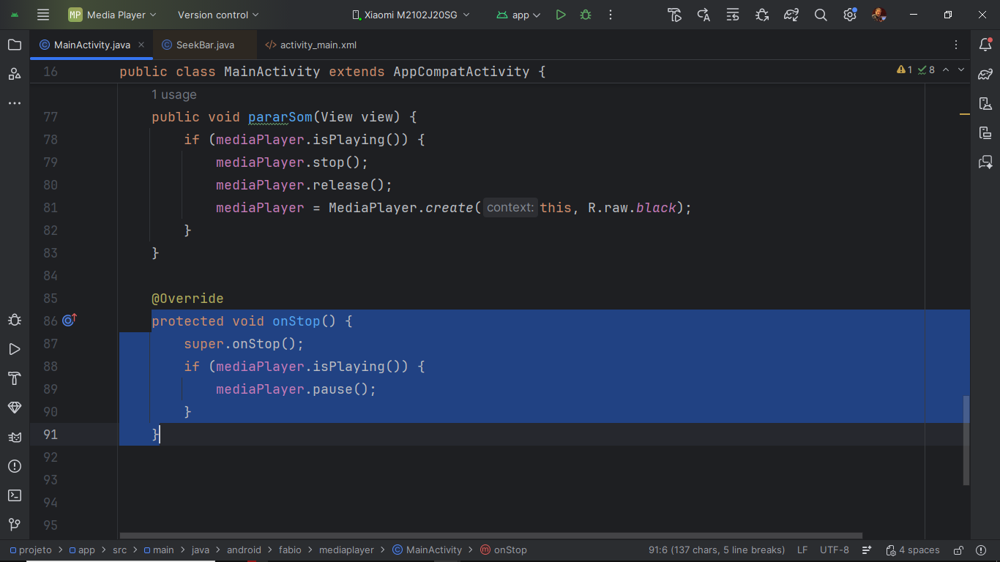 MP Media Player Version control Xiaomi M2102J20SG app
MainActivity.java SeekBar.java activity_main.xml
16 public class MainActivity extends AppCompatActivity { 1 8
1 usage
77 public void pararSom(View view) {
78 if (mediaPlayer.isPlaying()) {
79 mediaPlayer.stop();
80 mediaPlayer.release();
81 mediaPlayer = MediaPlayer.create( context: this, R.raw.black);
82 }
83 }
84
85 @Override
86 protected void onStop() {
87 super.onStop();
88 if (mediaPlayer.isPlaying()) {
89 mediaPlayer.pause();
90 }
91 }
92
93
94
95
projeto > app > src > main > java > android > fabio > mediaplayer > MainActivity > onStop 91:6 (137 chars, 5 line breaks) LF UTF-8 4 spaces